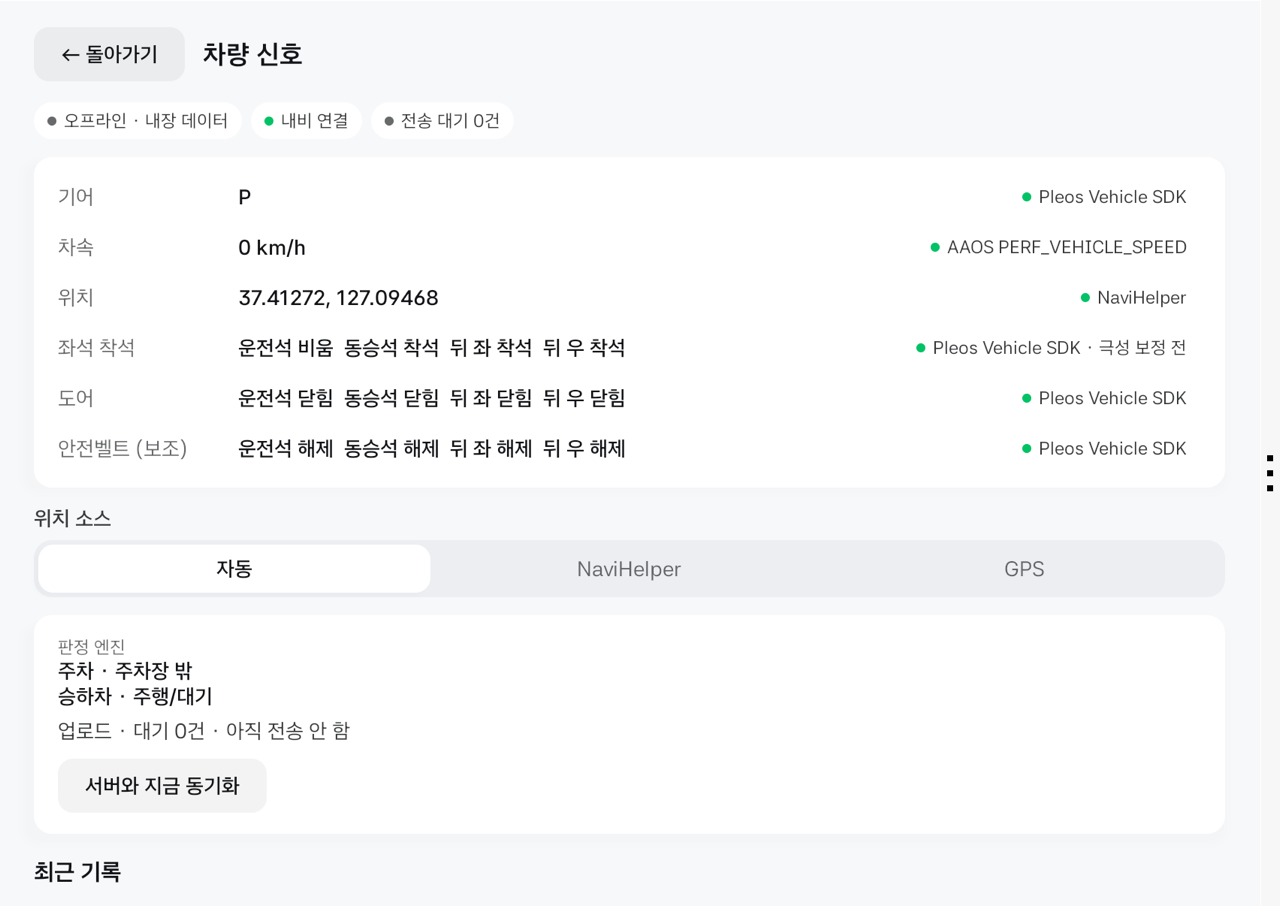 ← 돌아가기 차량 신호
오프라인 · 내장 데이터 내비 연결 전송 대기 0건
기어 P Pleos Vehicle SDK
차속 0 km/h AAOS PERF_VEHICLE_SPEED
위치 37.41272, 127.09468 NaviHelper
좌석 착석 운전석 비움 동승석 착석 뒤 좌 착석 뒤 우 착석 Pleos Vehicle SDK · 극성 보정 전
도어 운전석 닫힘 동승석 닫힘 뒤 좌 닫힘 뒤 우 닫힘 Pleos Vehicle SDK
안전벨트 (보조) 운전석 해제 동승석 해제 뒤 좌 해제 뒤 우 해제 Pleos Vehicle SDK
위치 소스
자동 NaviHelper GPS
판정 엔진
주차 · 주차장 밖
승하차 · 주행/대기
업로드 · 대기 0건 · 아직 전송 안 함
서버와 지금 동기화
최근 기록